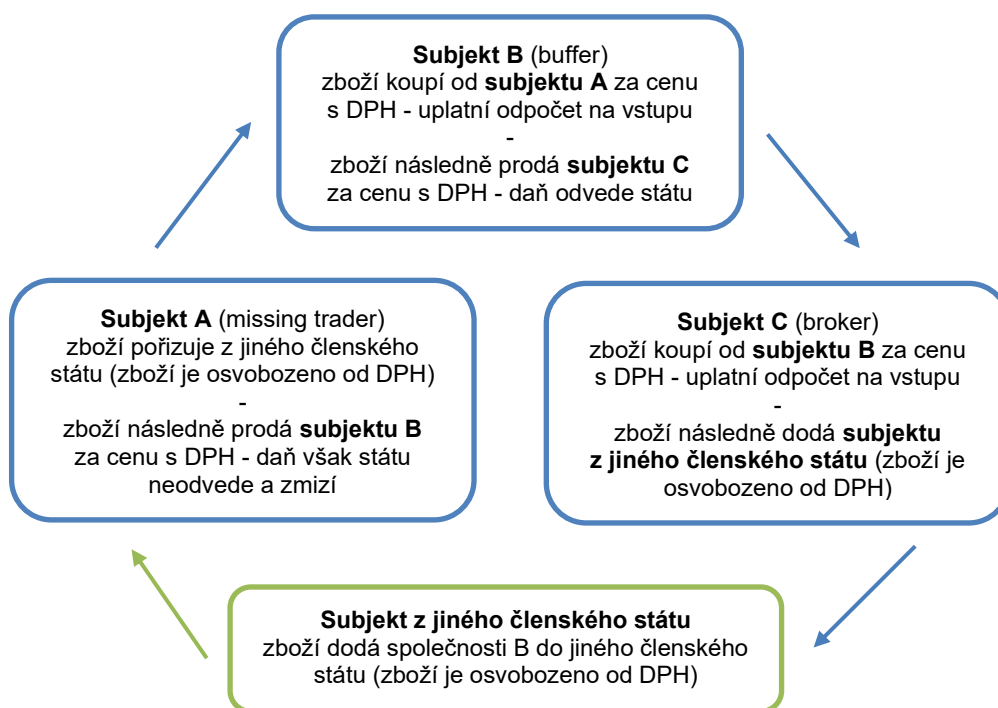 Subjekt B (buffer)
zboží koupí od subjektu A za cenu
s DPH - uplatní odpočet na vstupu
-
zboží následně prodá subjektu C
za cenu s DPH - daň odvede státu
Subjekt A (missing trader)
zboží pořizuje z jiného členského
státu (zboží je osvobozeno od DPH)
-
zboží následně prodá subjektu B
za cenu s DPH - daň však státu
neodvede a zmizí
Subjekt C (broker)
zboží koupí od subjektu B za cenu
s DPH - uplatní odpočet na vstupu
-
zboží následně dodá subjektu
z jiného členského státu (zboží je
osvobozeno od DPH)
Subjekt z jiného členského státu
zboží dodá společnosti B do jiného členského
státu (zboží je osvobozeno od DPH)